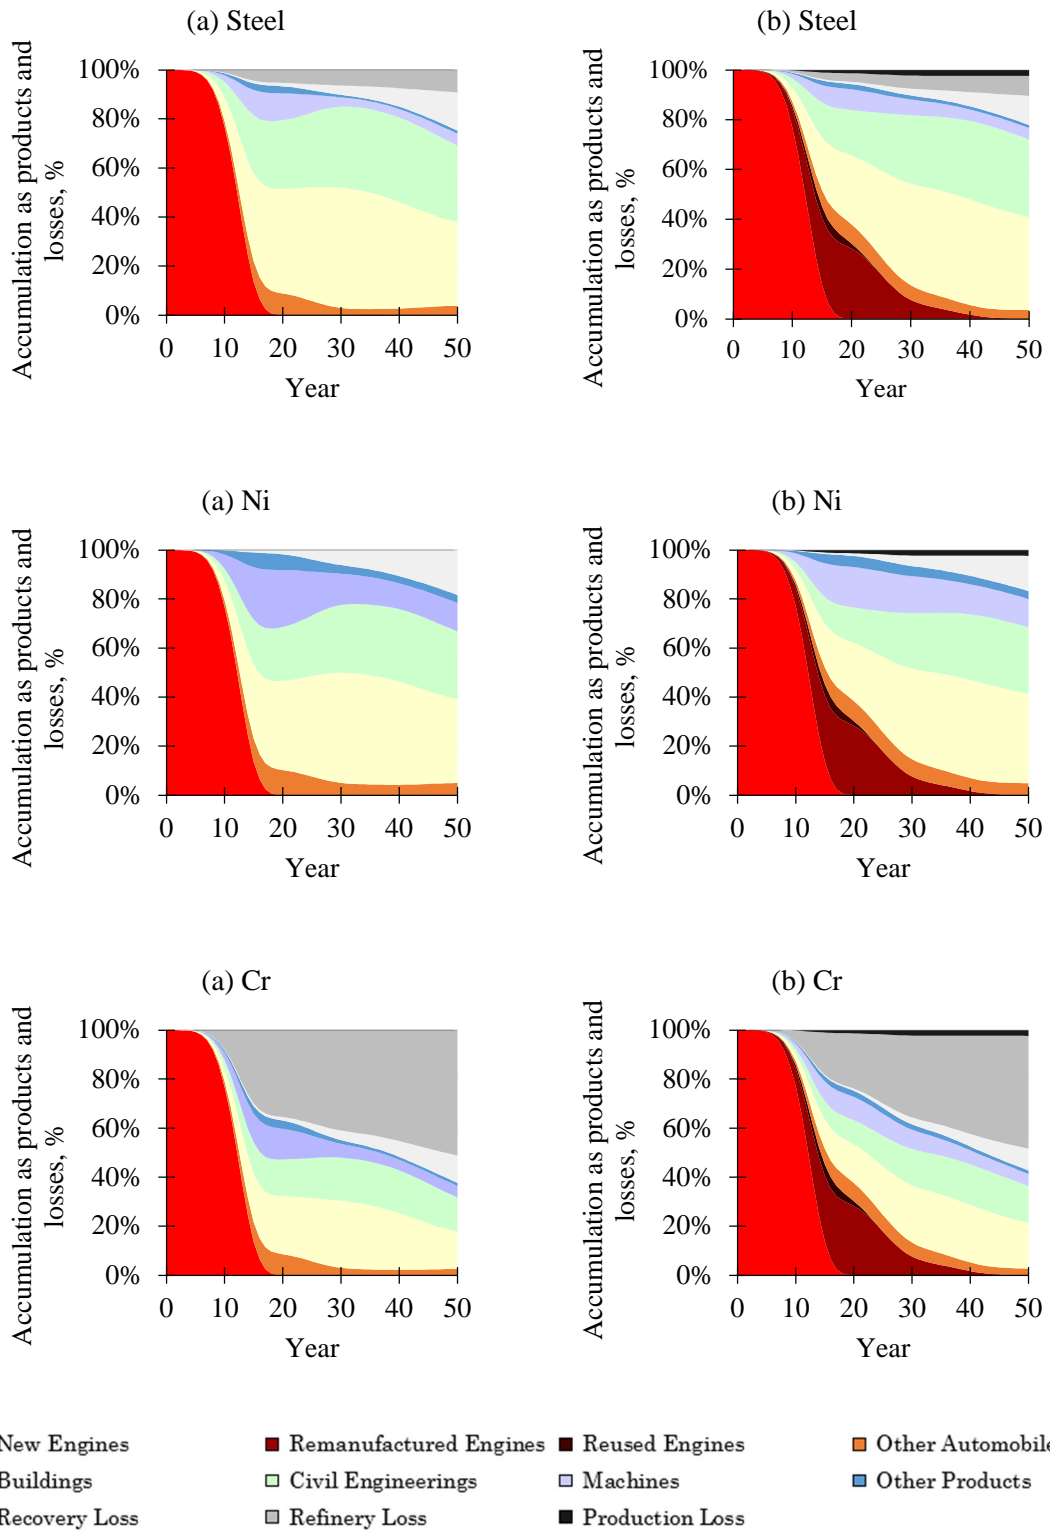 (a) Steel
(b) Steel
Accumulation as products and
losses, %
100%
80%
60%
40%
20%
0%
0 10 20 30 40 50
Year
Accumulation as products and
losses, %
100%
80%
60%
40%
20%
0%
0 10 20 30 40 50
Year
(a) Ni
(b) Ni
Accumulation as products and
losses, %
100%
80%
60%
40%
20%
0%
0 10 20 30 40 50
Year
Accumulation as products and
losses, %
100%
80%
60%
40%
20%
0%
0 10 20 30 40 50
Year
(a) Cr
(b) Cr
Accumulation as products and
losses, %
100%
80%
60%
40%
20%
0%
0 10 20 30 40 50
Year
Accumulation as products and
losses, %
100%
80%
60%
40%
20%
0%
0 10 20 30 40 50
Year
New Engines Remanufactured Engines Reused Engines Other Automobile
Buildings Civil Engineerings Machines Other Products
Recovery Loss Refinery Loss Production Loss